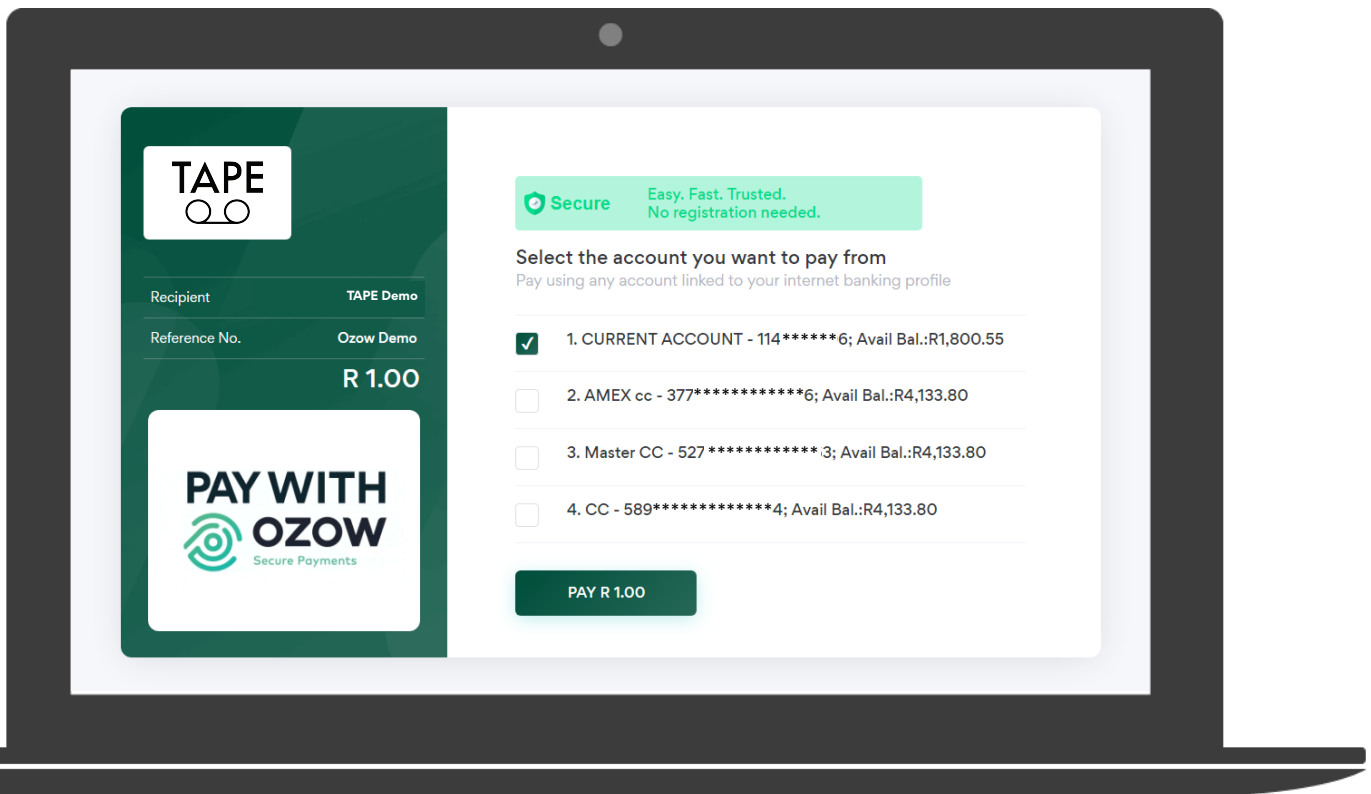 TAPE
Recipient TAPE Demo
Reference No. Ozow Demo
R 1.00
PAY WITH
OZOW
Secure Payments
Secure
Easy. Fast. Trusted.
No registration needed.
Select the account you want to pay from
Pay using any account linked to your internet banking profile
1. CURRENT ACCOUNT - 114******6; Avail Bal.:R1,800.55
2. AMEX cc - 377************6; Avail Bal.:R4,133.80
3. Master CC - 527************3; Avail Bal.:R4,133.80
4. CC - 589*************4; Avail Bal.:R4,133.80
PAY R 1.00